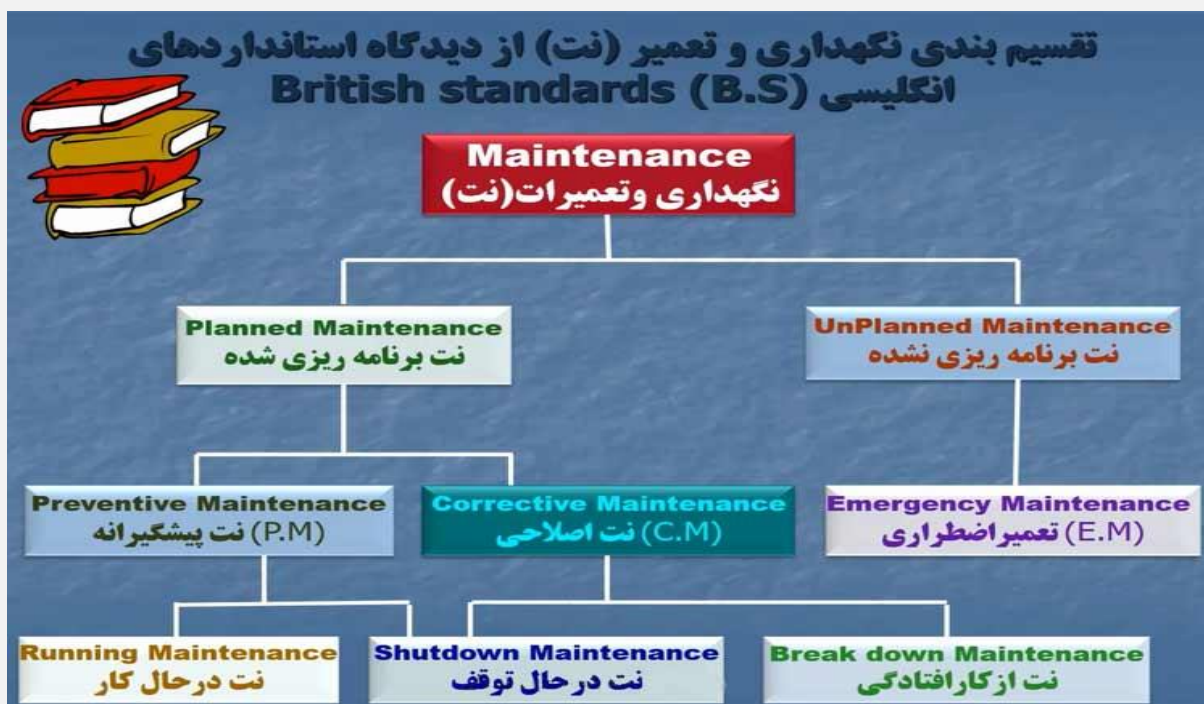 تقسیم بندی نگهداری و تعمیر (نت) از دیدگاه استانداردهای
انگلیسی British standards (B.S)
Maintenance
نگهداری وتعمیرات(نت)
Planned Maintenance
نت برنامه ریزی شده
UnPlanned Maintenance
نت برنامه ریزی نشده
Preventive Maintenance
نت پیشگیرانه (P.M)
Corrective Maintenance
نت اصلاحی (C.M)
Emergency Maintenance
تعمیراضطراری (E.M)
Running Maintenance
نت درحال کار
Shutdown Maintenance
نت درحال توقف
Break down Maintenance
نت ازکارافتادگی